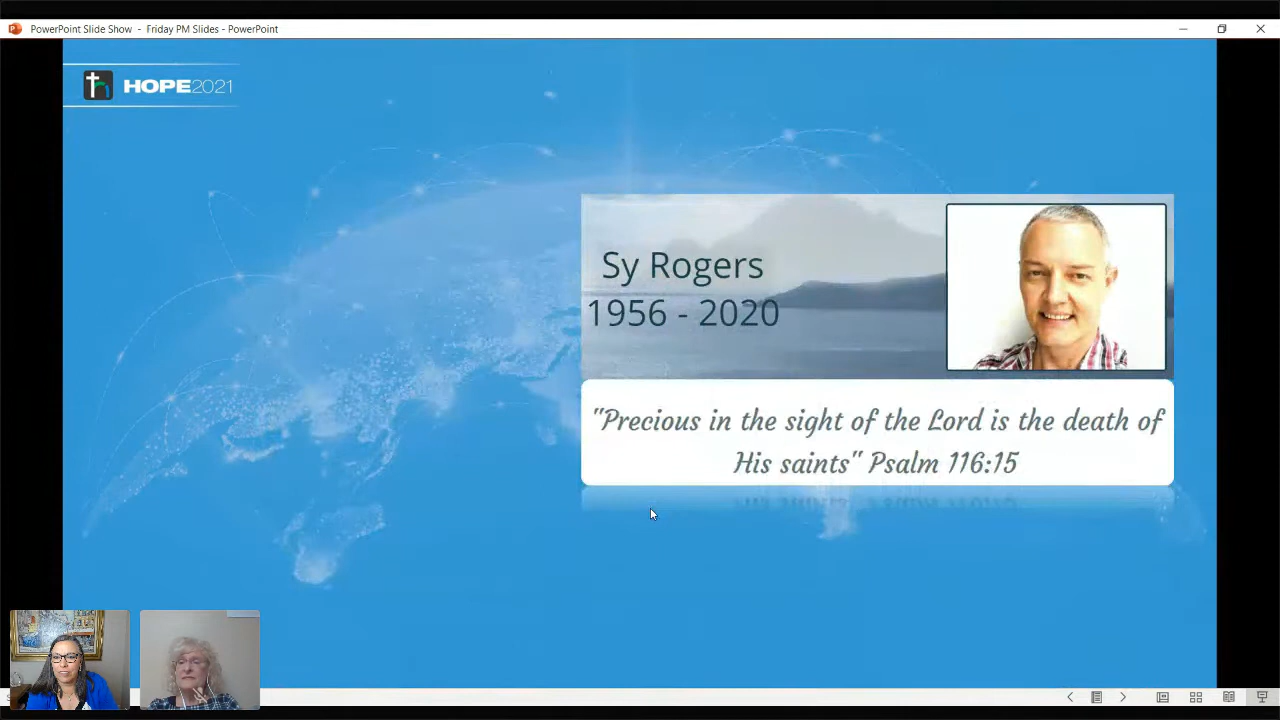 PowerPoint Slide Show - Friday PM Slides - PowerPoint
HOPE2021
Sy Rogers
1956 - 2020
"Precious in the sight of the Lord is the death of
His saints" Psalm 116:15